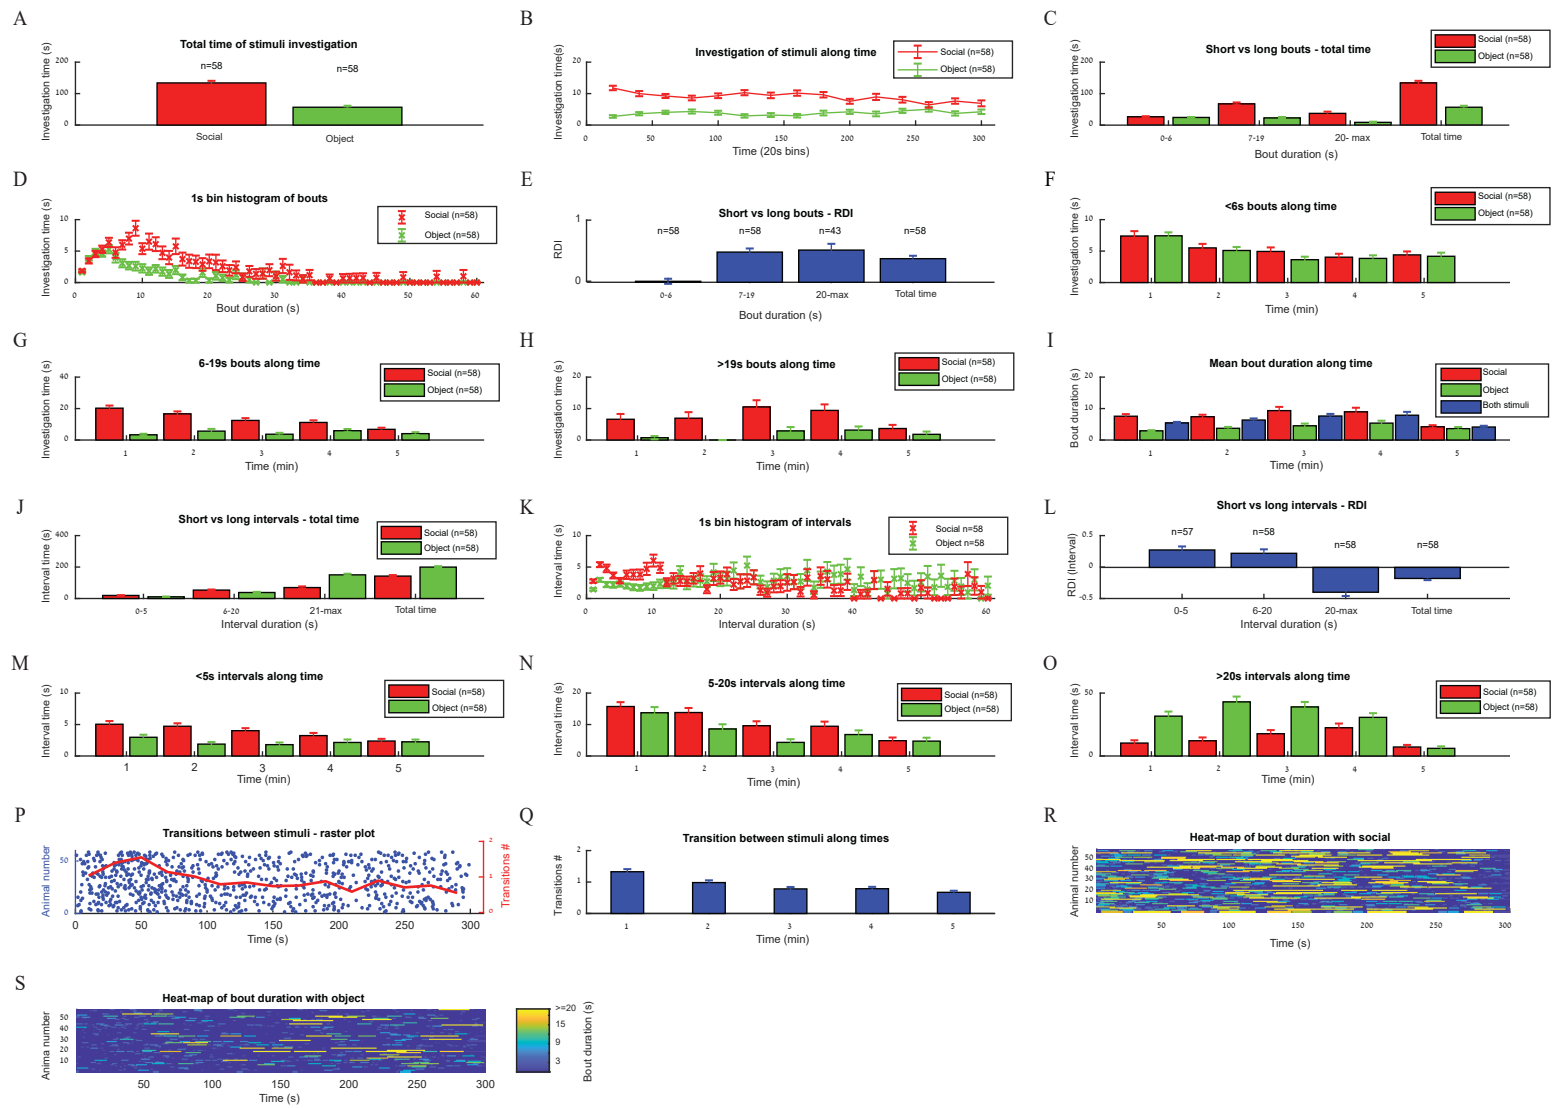 A
Total time of stimuli investigation
Investigation time (s)
200
100
0
n=58
n=58
Social
Object
B
Investigation of stimuli along time
Investigation time(s)
20
10
0
50
100
150
200
250
300
Time (20s bins)
Social (n=58)
Object (n=58)
C
Short vs long bouts - total time
Investigation time (s)
200
100
0
0-6
7-19
20- max
Total time
Bout duration (s)
Social (n=58)
Object (n=58)
D
1s bin histogram of bouts
Investigation time (s)
10
5
0
0
10
20
30
40
50
60
Bout duration (s)
Social (n=58)
Object (n=58)
E
Short vs long bouts - RDI
RDI
1
0
n=58
n=58
n=43
n=58
0-6
7-19
20-max
Total time
Bout duration (s)
F
<6s bouts along time
Investigation time (s)
10
5
0
1
2
3
4
5
Time (min)
Social (n=58)
Object (n=58)
G
6-19s bouts along time
Investigation time (s)
40
20
0
1
2
3
4
5
Time (min)
Social (n=58)
Object (n=58)
H
>19s bouts along time
Investigation time (s)
20
10
0
1
2
3
4
5
Time (min)
Social (n=58)
Object (n=58)
I
Mean bout duration along time
Bout duration (s)
20
10
0
1
2
3
4
5
Time (min)
Social
Object
Both stimuli
J
Short vs long intervals - total time
Interval time (s)
400
200
0
0-5
6-20
21-max
Total time
Interval duration (s)
Social (n=58)
Object (n=58)
K
1s bin histogram of intervals
Interval time (s)
10
5
0
0
10
20
30
40
50
60
Interval duration (s)
Social n=58
Object n=58
L
Short vs long intervals - RDI
RDI (Interval)
0.5
0
-0.5
n=57
n=58
n=58
n=58
0-5
6-20
20-max
Total time
Interval duration (s)
M
<5s intervals along time
Interval time (s)
10
5
0
1
2
3
4
5
Time (min)
Social (n=58)
Object (n=58)
N
5-20s intervals along time
Interval time (s)
20
15
10
5
0
1
2
3
4
5
Time (min)
Social (n=58)
Object (n=58)
O
>20s intervals along time
Interval time (s)
50
0
1
2
3
4
5
Time (min)
Social (n=58)
Object (n=58)
P
Transitions between stimuli - raster plot
Animal number
50
0
0
50
100
150
200
250
300
Time (s)
2
1
0
Transitions #
Q
Transition between stimuli along times
Transitions #
2
1
0
1
2
3
4
5
Time (min)
R
Heat-map of bout duration with social
Animal number
50
40
30
20
10
50
100
150
200
250
300
Time (s)
S
Heat-map of bout duration with object
Anima number
50
40
30
20
10
50
100
150
200
250
300
Time (s)
>=20
15
9
3
Bout duration (s)